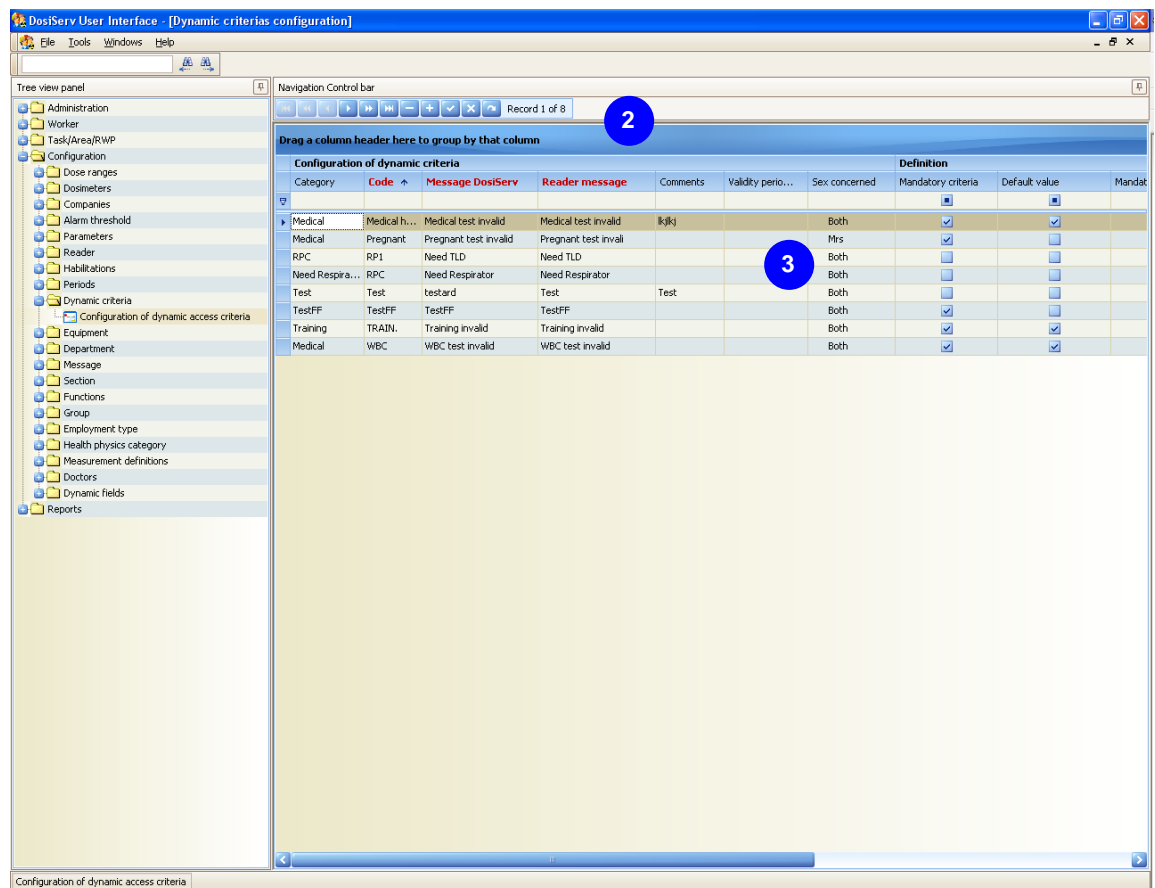 DosiServ User Interface - [Dynamic criterias configuration]
File Tools Windows Help
Tree view panel
Navigation Control bar
Administration
Worker
Task/Area/RWP
Configuration
Dose ranges
Dosimeters
Companies
Alarm threshold
Parameters
Reader
Habilitations
Periods
Dynamic criteria
Configuration of dynamic access criteria
Equipment
Department
Message
Section
Functions
Group
Employment type
Health physics category
Measurement definitions
Doctors
Dynamic fields
Reports
Record 1 of 8
2
Drag a column header here to group by that column
Configuration of dynamic criteria Definition
Category Code Message DosiServ Reader message Comments Validity perio... Sex concerned Mandatory criteria Default value Mandat
Medical Medical h... Medical test invalid Medical test invalid lkjlkj Both
Medical Pregnant Pregnant test invalid Pregnant test invali Mrs
RPC RP1 Need TLD Need TLD Both
3
Need Respira... RPC Need Respirator Need Respirator Both
Test Test testard Test Test Both
TestFF TestFF TestFF TestFF Both
Training TRAIN. Training invalid Training invalid Both
Medical WBC WBC test invalid WBC test invalid Both
Configuration of dynamic access criteria